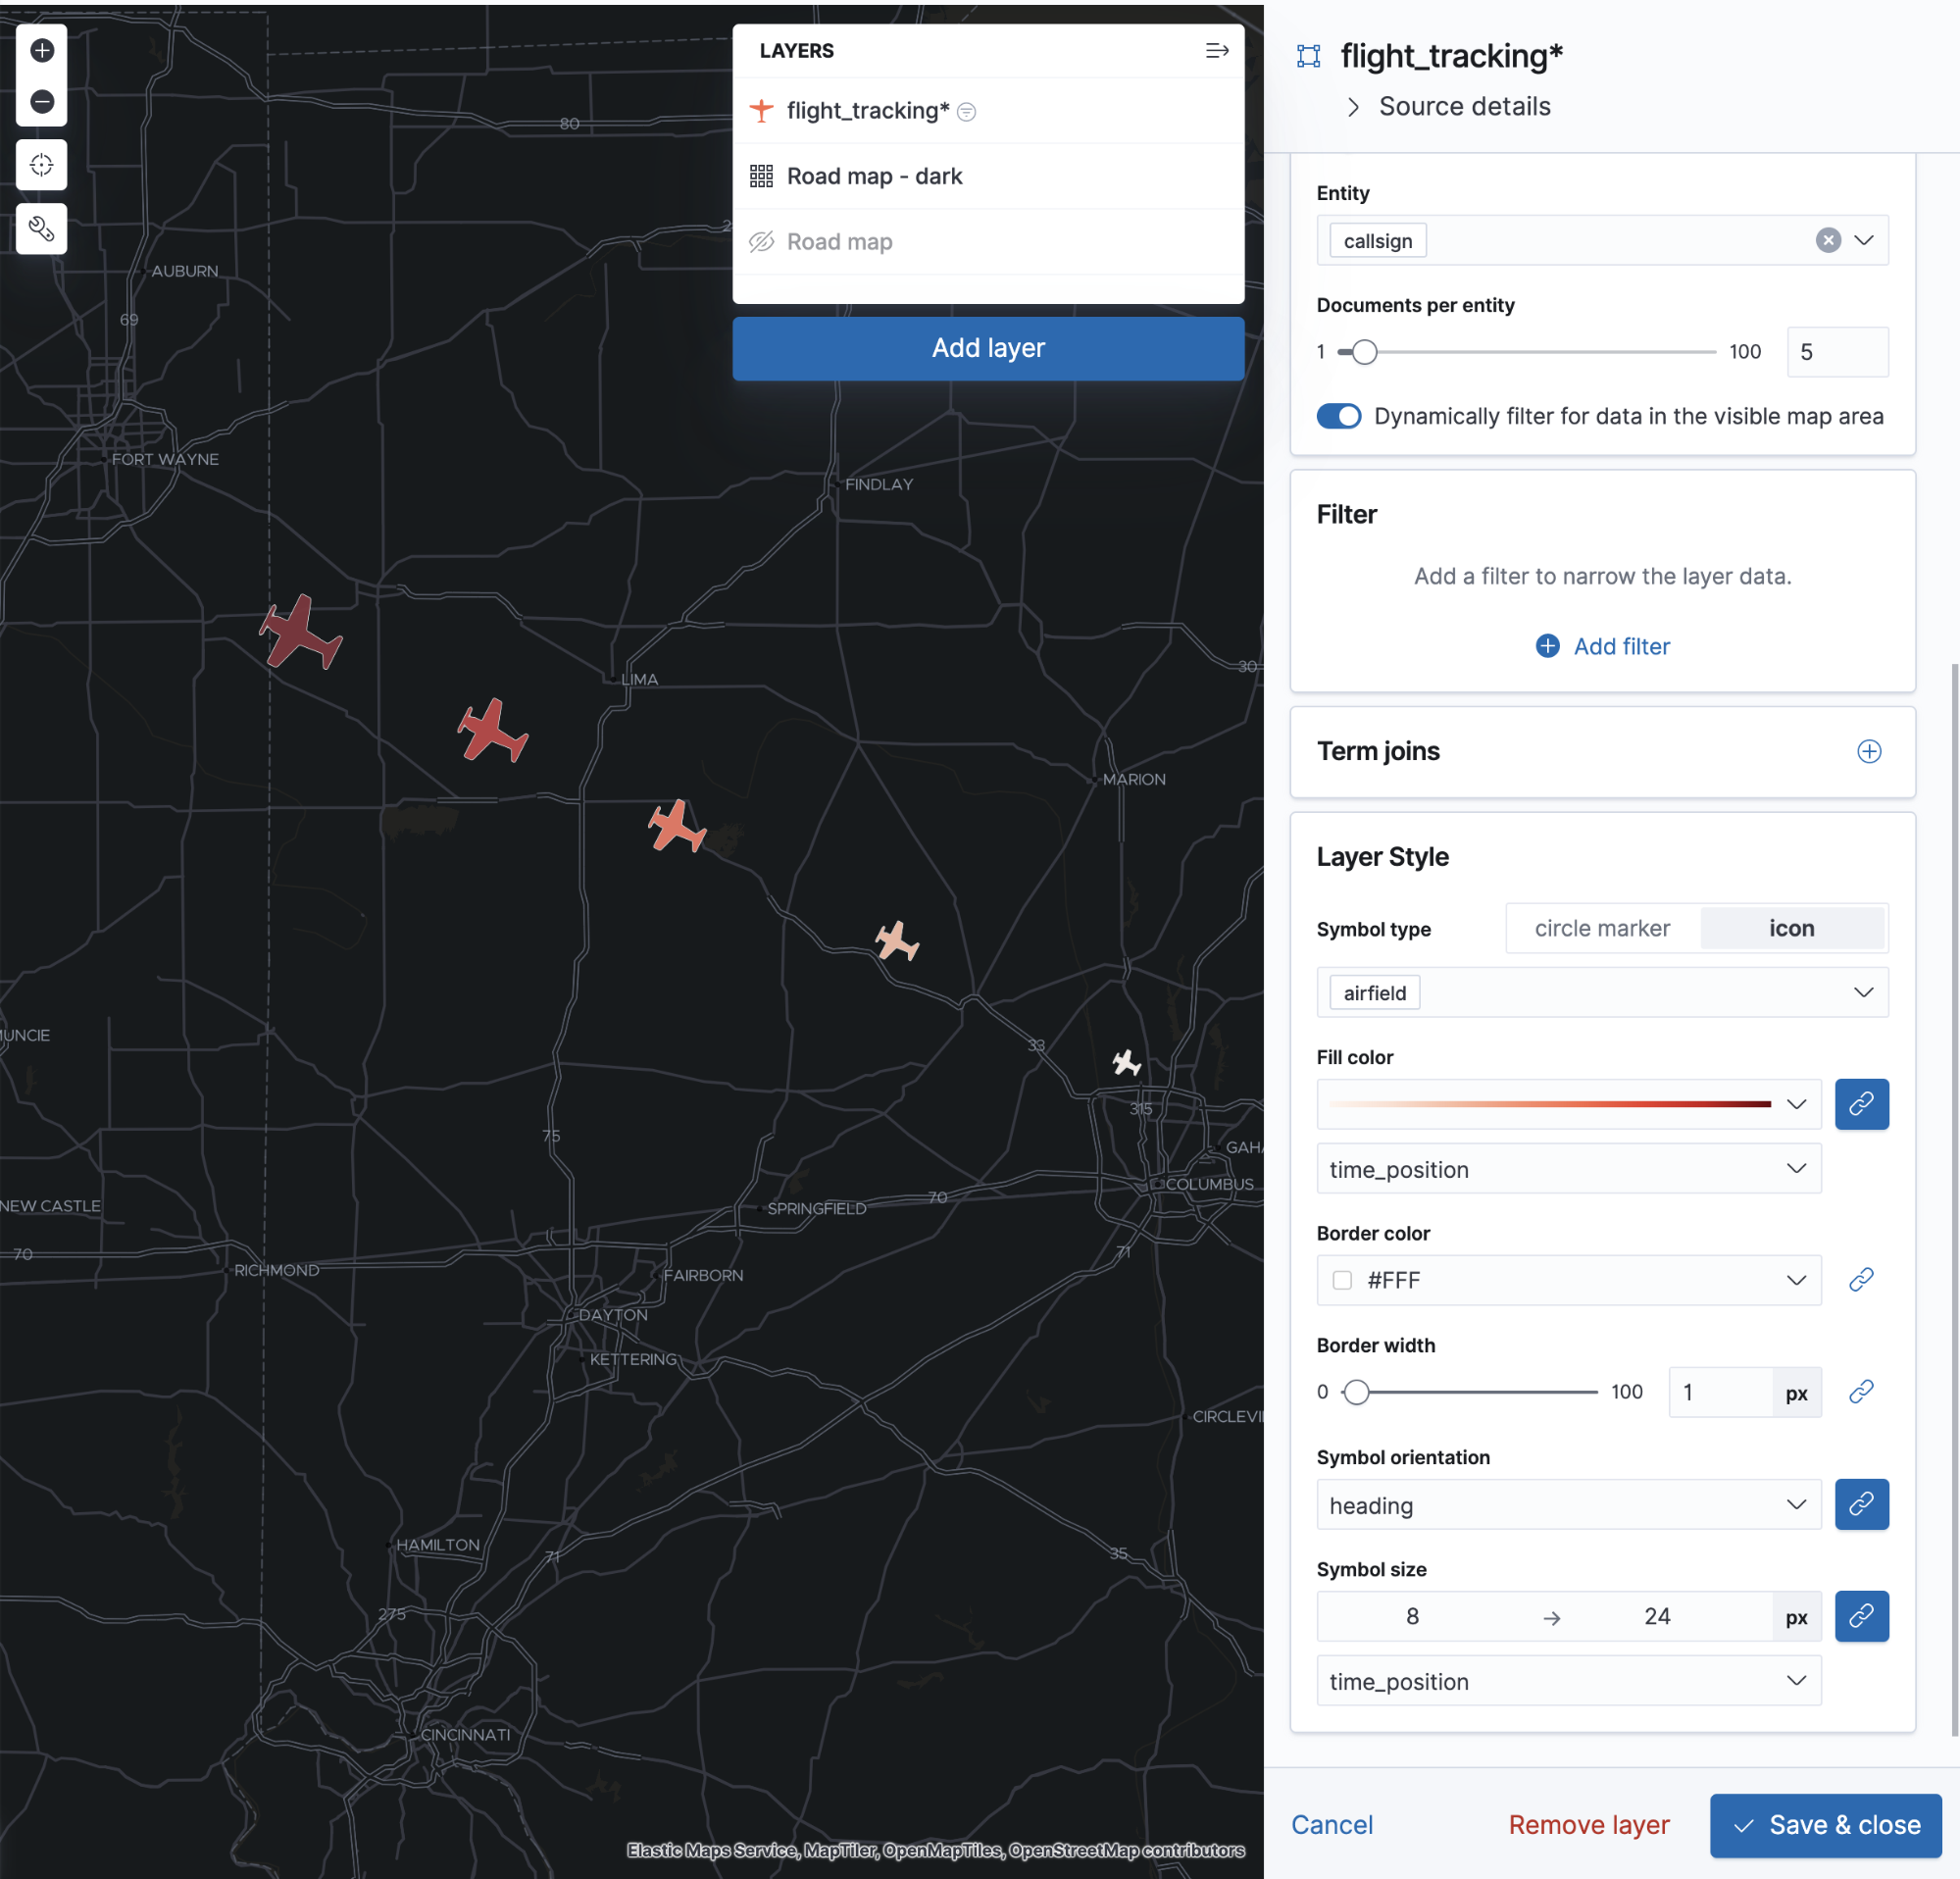 LAYERS
flight_tracking*
Road map - dark
Road map
Add layer
80
AUBURN
69
FORT WAYNE
FINDLAY
LIMA
30
MARION
33
315
MUNCIE
75
GAHA
COLUMBUS
NEW CASTLE
SPRINGFIELD
70
70
71
RICHMOND
FAIRBORN
DAYTON
KETTERING
CIRCLEVI
HAMILTON
71
35
275
CINCINNATI
Elastic Maps Service, MapTiler, OpenMapTiles, OpenStreetMap contributors
flight_tracking*
Source details
Entity
callsign
Documents per entity
1
100
5
Dynamically filter for data in the visible map area
Filter
Add a filter to narrow the layer data.
Add filter
Term joins
Layer Style
Symbol type
circle marker
icon
airfield
Fill color
time_position
Border color
#FFF
Border width
0
100
1
px
Symbol orientation
heading
Symbol size
8 → 24 px
time_position
Cancel
Remove layer
Save & close